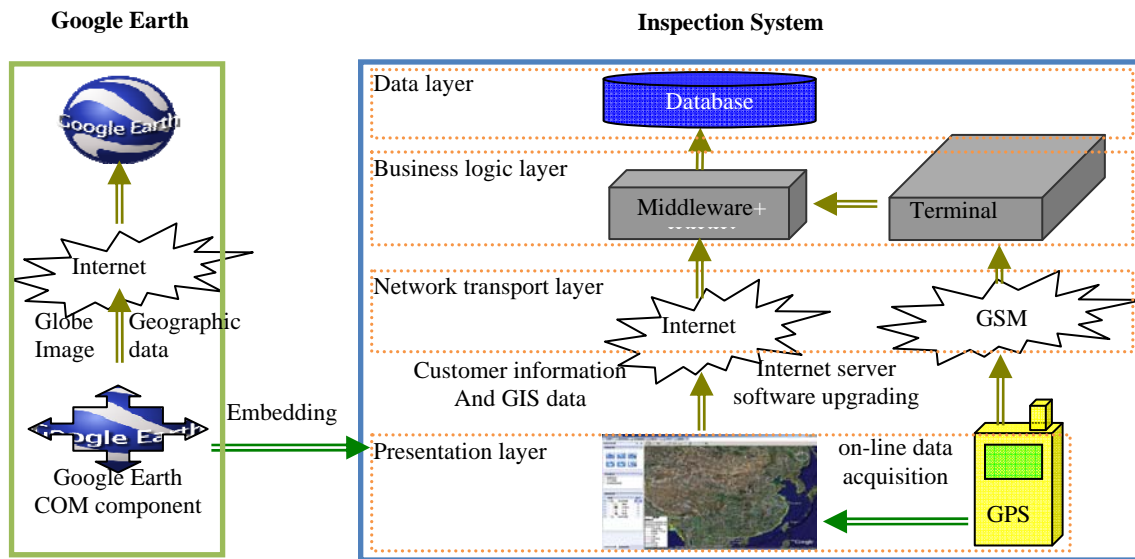 Google Earth
Inspection System
Google Earth
Internet
Globe
Image
Geographic
data
Google Earth
Google Earth
COM component
Embedding
Data layer
Database
Business logic layer
Middleware+
Terminal
Network transport layer
Internet
GSM
Customer information
And GIS data
Internet server
software upgrading
Presentation layer
on-line data
acquisition
GPS